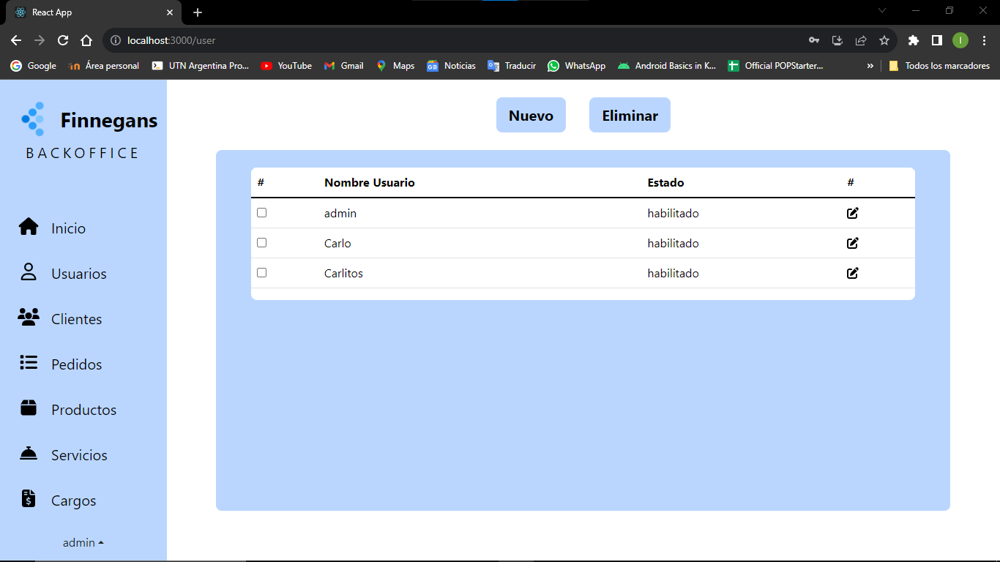 React App
localhost:3000/user
I
Google Área personal UTN Argentina Pro... YouTube Gmail Maps Noticias Traducir WhatsApp Android Basics in K... Official POPStarter... » Todos los marcadores
Finnegans
BACKOFFICE
Inicio
Usuarios
Clientes
Pedidos
Productos
Servicios
Cargos
admin
Nuevo Eliminar
# Nombre Usuario Estado #
admin habilitado
Carlo habilitado
Carlitos habilitado